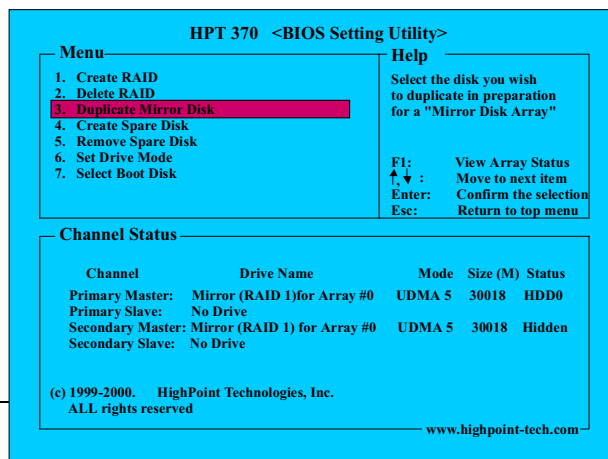 HPT 370 <BIOS Setting Utility>
Menu
1. Create RAID
2. Delete RAID
3. Duplicate Mirror Disk
4. Create Spare Disk
5. Remove Spare Disk
6. Set Drive Mode
7. Select Boot Disk
Help
Select the disk you wish
to duplicate in preparation
for a "Mirror Disk Array"
F1: View Array Status
↑,↓ : Move to next item
Enter: Confirm the selection
Esc: Return to top menu
Channel Status
Channel Drive Name Mode Size (M) Status
Primary Master: Mirror (RAID 1)for Array #0 UDMA 5 30018 HDD0
Primary Slave: No Drive
Secondary Master: Mirror (RAID 1) for Array #0 UDMA 5 30018 Hidden
Secondary Slave: No Drive
(c) 1999-2000. HighPoint Technologies, Inc.
ALL rights reserved
www.highpoint-tech.com